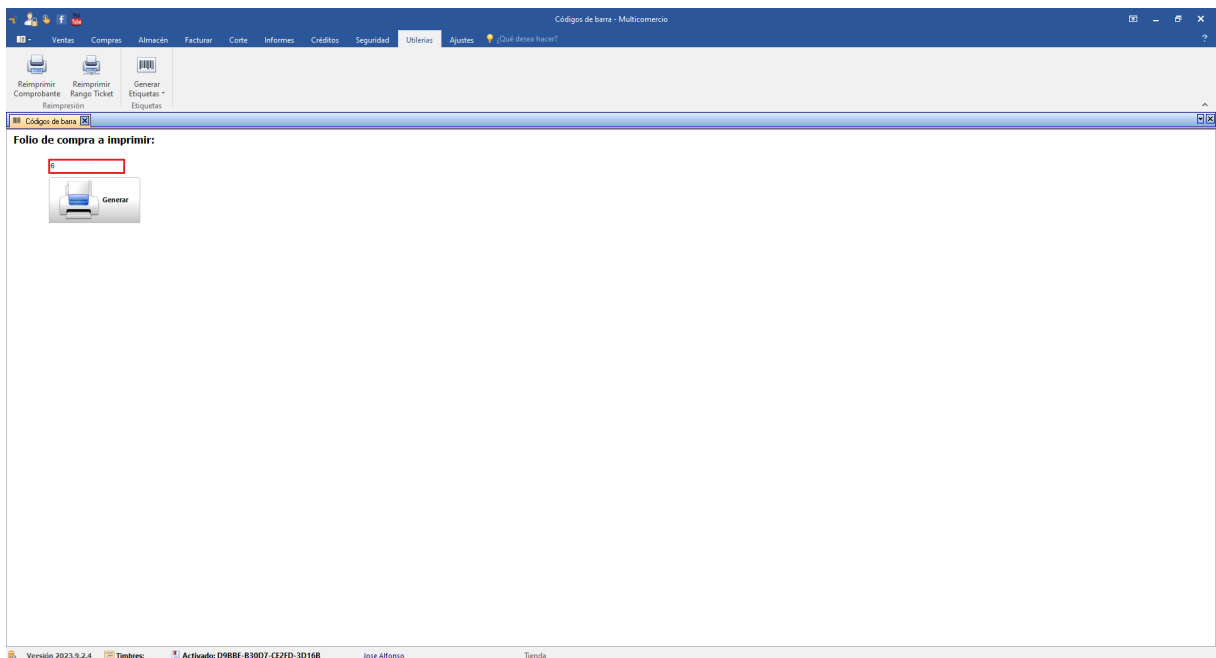 Códigos de barra - Multicomercio
Ventas Compras Almacén Facturar Corte Informes Créditos Seguridad Utilerias Ajustes ¿Qué desea hacer?
Reimprimir Comprobante
Reimprimir Rango Ticket
Generar Etiquetas
Reimpresión Etiquetas
Códigos de barra
Folio de compra a imprimir:
6
Generar
Versión 2023.9.2.4 Timbres: Activado: D9BBE-B30D7-CE2FD-3D16B Jose Alfonso Tienda